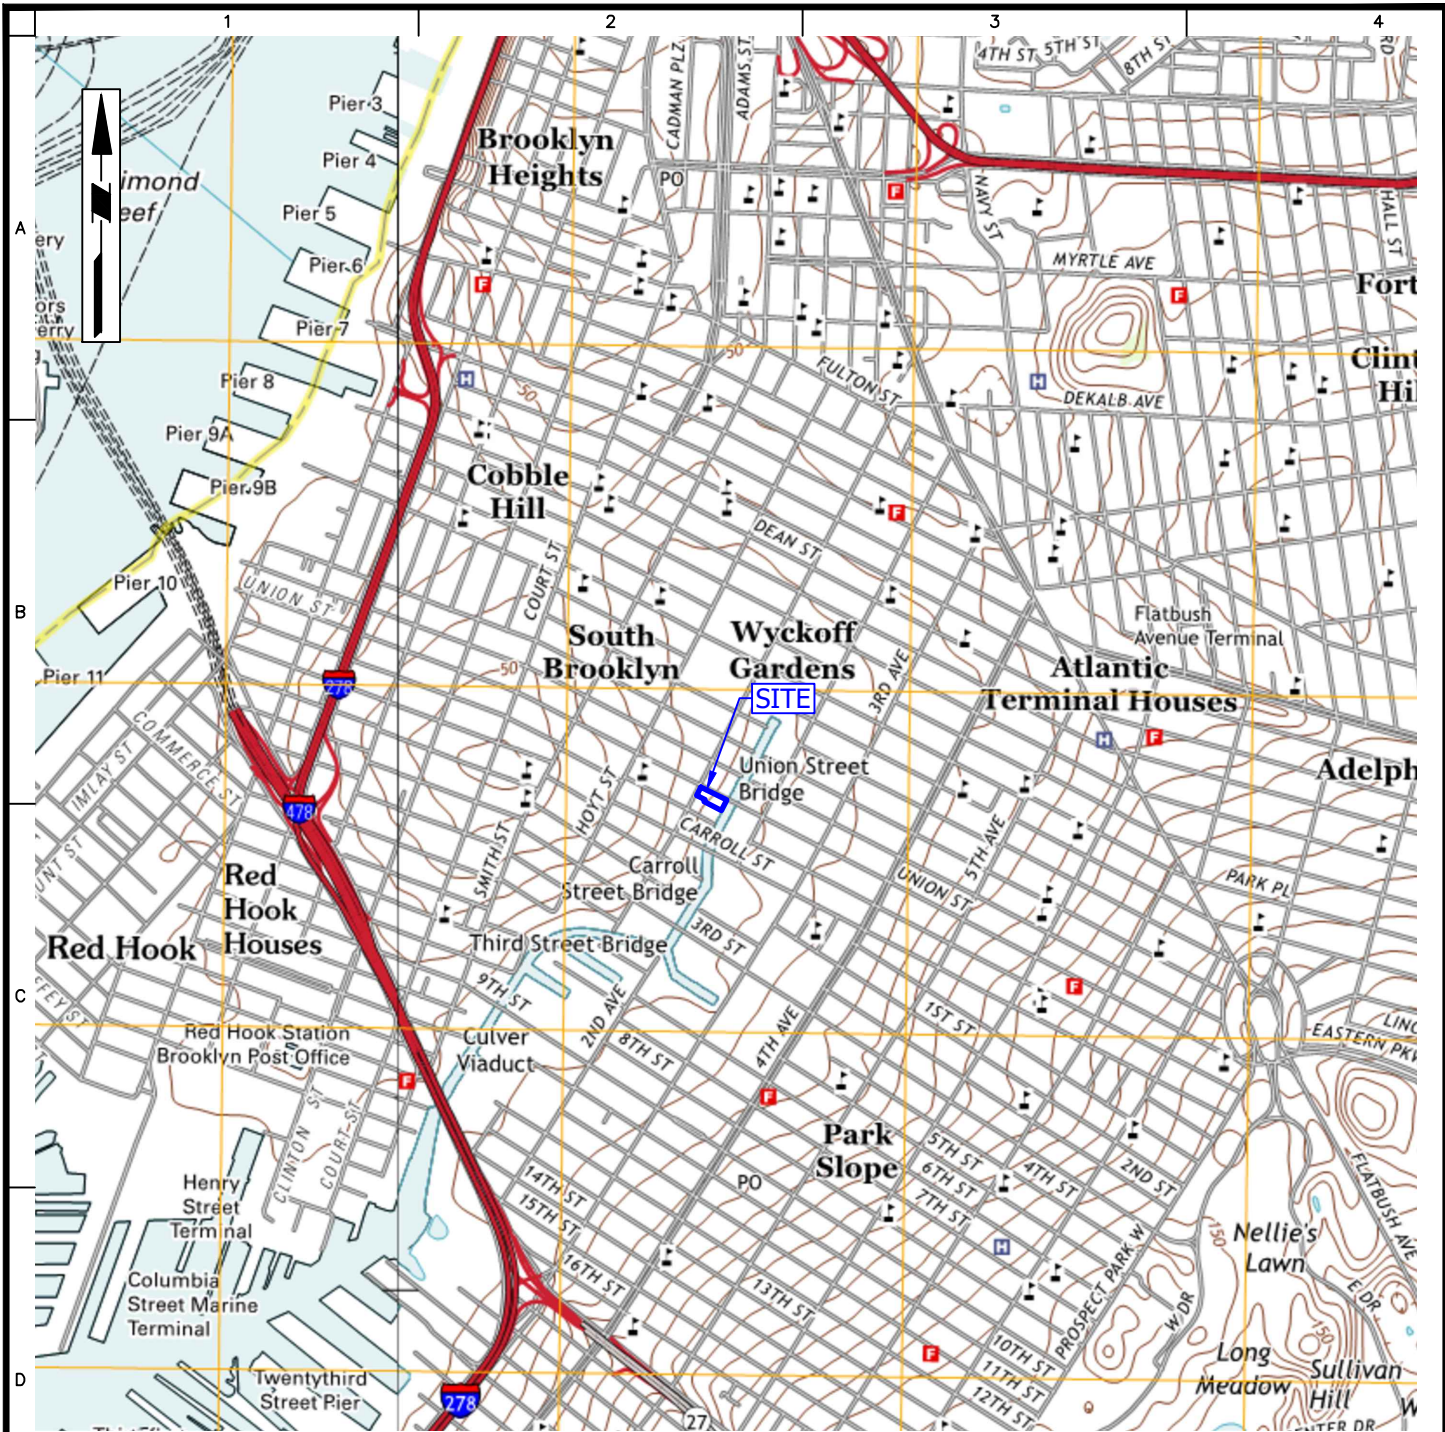 1
2
3
4
A
B
C
D
4TH ST
5TH ST
8TH ST
CADMAN PLZ
ADAMS ST
Pier 3
Pier 4
Pier 5
Pier 6
Pier 7
Pier 8
Pier 9A
Pier 9B
Pier 10
Pier 11
Brooklyn
Heights
PO
NAVY ST
HALL ST
MYRTLE AVE
Fort
50
FULTON ST
50
DEKALB AVE
Cobble
Hill
DEAN ST
COURT ST
UNION ST
South
Brooklyn
Wyckoff
Gardens
50
3RD AVE
Flatbush
Avenue Terminal
Atlantic
Terminal Houses
278
SITE
Union Street
Bridge
COMMERCE ST
IMLAY ST
478
HOYT ST
CARROLL ST
SMITH ST
5TH AVE
Carroll
Street Bridge
UNION ST
PARK PL
Red
Hook
Houses
Red Hook
Third Street Bridge
3RD ST
9TH ST
2ND AVE
8TH ST
4TH AVE
1ST ST
EASTERN PKW
Red Hook Station
Brooklyn Post Office
Culver
Viaduct
CLINTON ST
COURT ST
Park
Slope
PO
5TH ST
6TH ST
7TH ST
4TH ST
2ND ST
FLATBUSH AVE
Henry
Street
Terminal
14TH ST
15TH ST
16TH ST
13TH ST
150
Nellie's
Lawn
PROSPECT PARK W
W DR
E DR
150
Columbia
Street Marine
Terminal
10TH ST
11TH ST
12TH ST
Long
Meadow
Sullivan
Hill
Twentythird
Street Pier
278
27
F
F
F
F
F
F
F
F
F
H
H
H
H